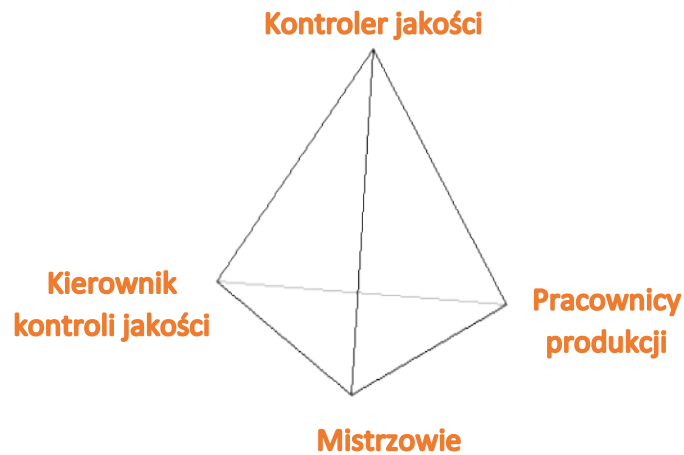 Kontroler jakości
Kierownik
kontroli jakości
Pracownicy
produkcji
Mistrzowie